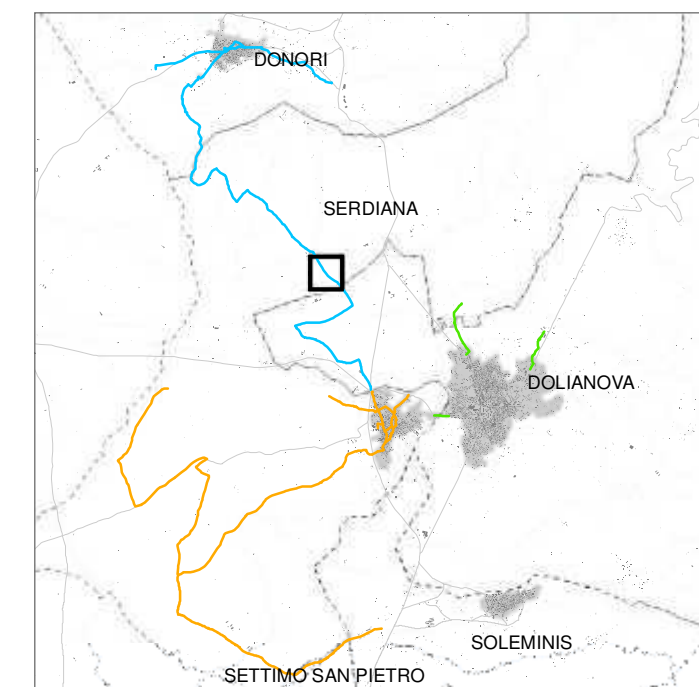 DONORI
SERDIANA
DOLIANOVA
SOLEMINIS
SETTIMO SAN PIETRO